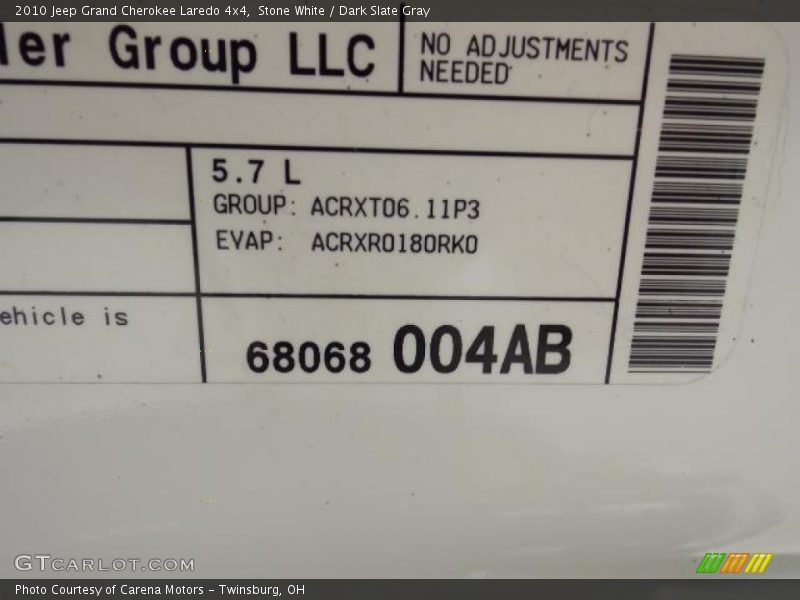 2010 Jeep Grand Cherokee Laredo 4x4, Stone White / Dark Slate Gray
Group LLC
NO ADJUSTMENTS
NEEDED
5.7 L
GROUP: ACRXT06.11P3
EVAP: ACRXR0180RK0
ehicle is
68068 004AB
GTCARLOT.COM
Photo Courtesy of Carena Motors - Twinsburg, OH